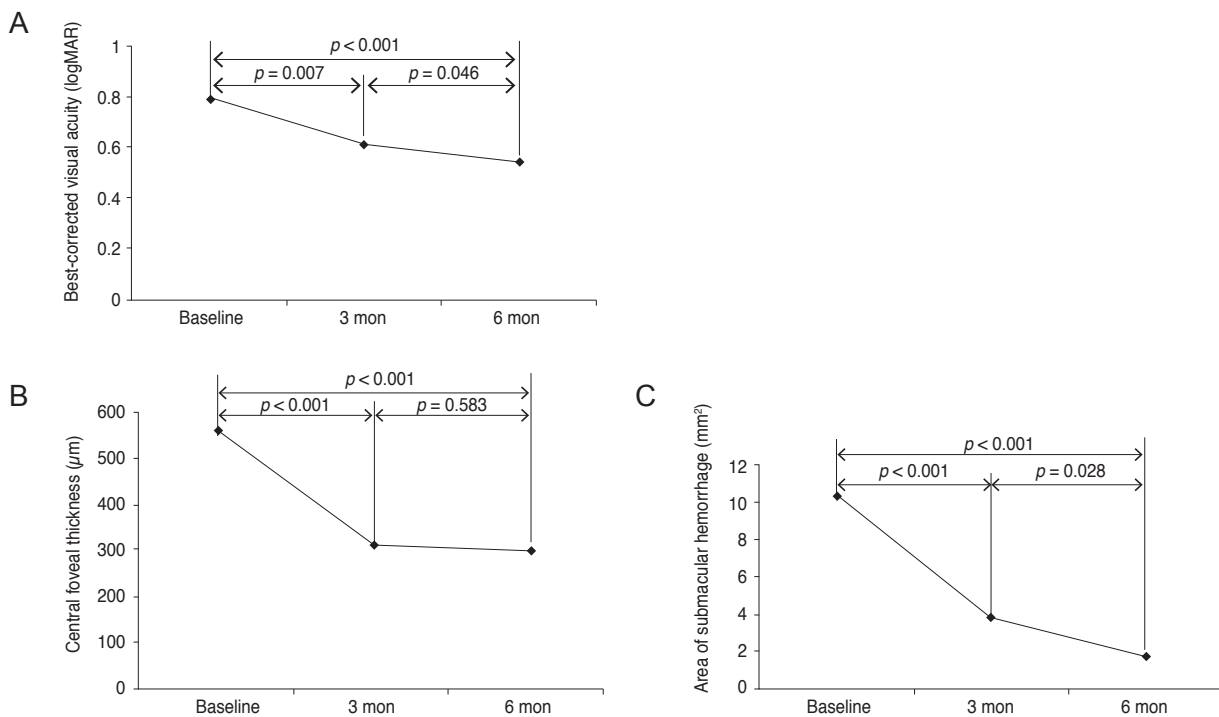 A
Best-corrected visual acuity (logMAR)
1
0.8
0.6
0.4
0.2
0
p < 0.001
p = 0.007
p = 0.046
Baseline
3 mon
6 mon
B
Central foveal thickness (µm)
600
500
400
300
200
100
0
p < 0.001
p < 0.001
p = 0.583
Baseline
3 mon
6 mon
C
Area of submacular hemorrhage (mm²)
12
10
8
6
4
2
0
p < 0.001
p < 0.001
p = 0.028
Baseline
3 mon
6 mon